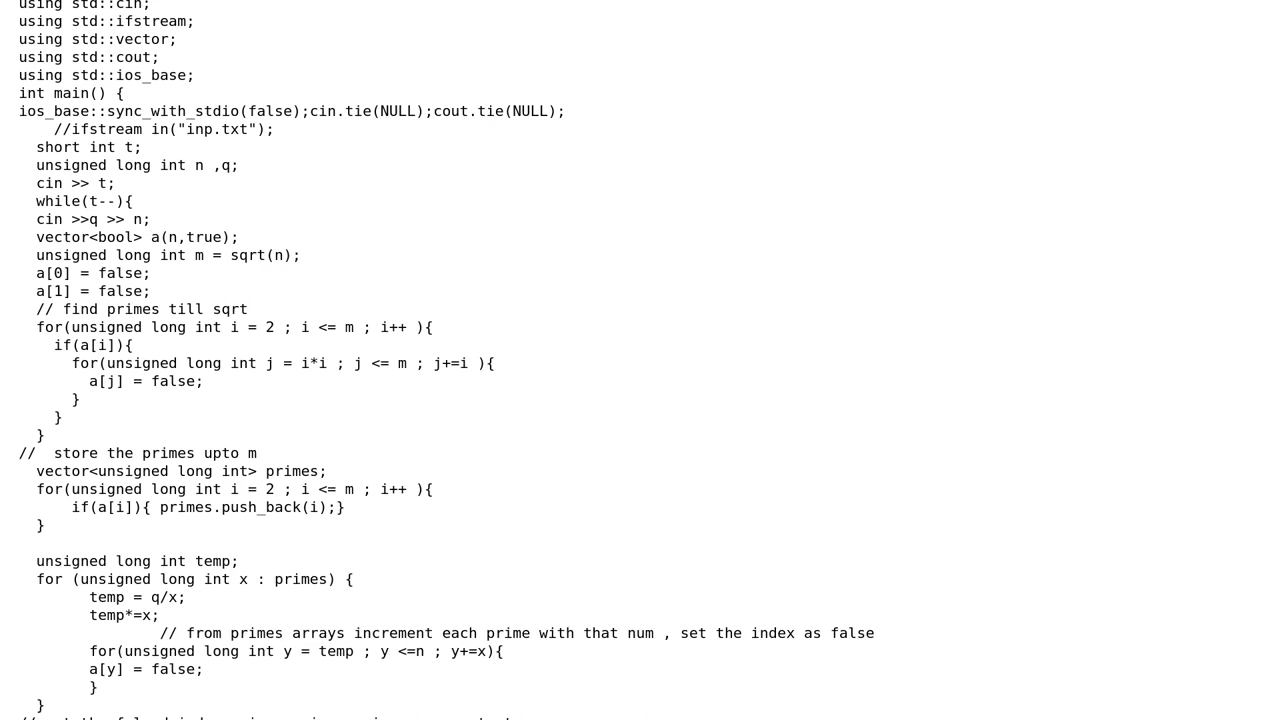 using std::cin;
using std::ifstream;
using std::vector;
using std::cout;
using std::ios_base;
int main() {
ios_base::sync_with_stdio(false);cin.tie(NULL);cout.tie(NULL);
    //ifstream in("inp.txt");
  short int t;
  unsigned long int n ,q;
  cin >> t;
  while(t--){
  cin >>q >> n;
  vector<bool> a(n,true);
  unsigned long int m = sqrt(n);
  a[0] = false;
  a[1] = false;
  // find primes till sqrt
  for(unsigned long int i = 2 ; i <= m ; i++ ){
    if(a[i]){
      for(unsigned long int j = i*i ; j <= m ; j+=i ){
        a[j] = false;
      }
    }
  }
//  store the primes upto m
  vector<unsigned long int> primes;
  for(unsigned long int i = 2 ; i <= m ; i++ ){
      if(a[i]){ primes.push_back(i);}
  }

  unsigned long int temp;
  for (unsigned long int x : primes) {
        temp = q/x;
        temp*=x;
                // from primes arrays increment each prime with that num , set the index as false
        for(unsigned long int y = temp ; y <=n ; y+=x){
        a[y] = false;
        }
  }